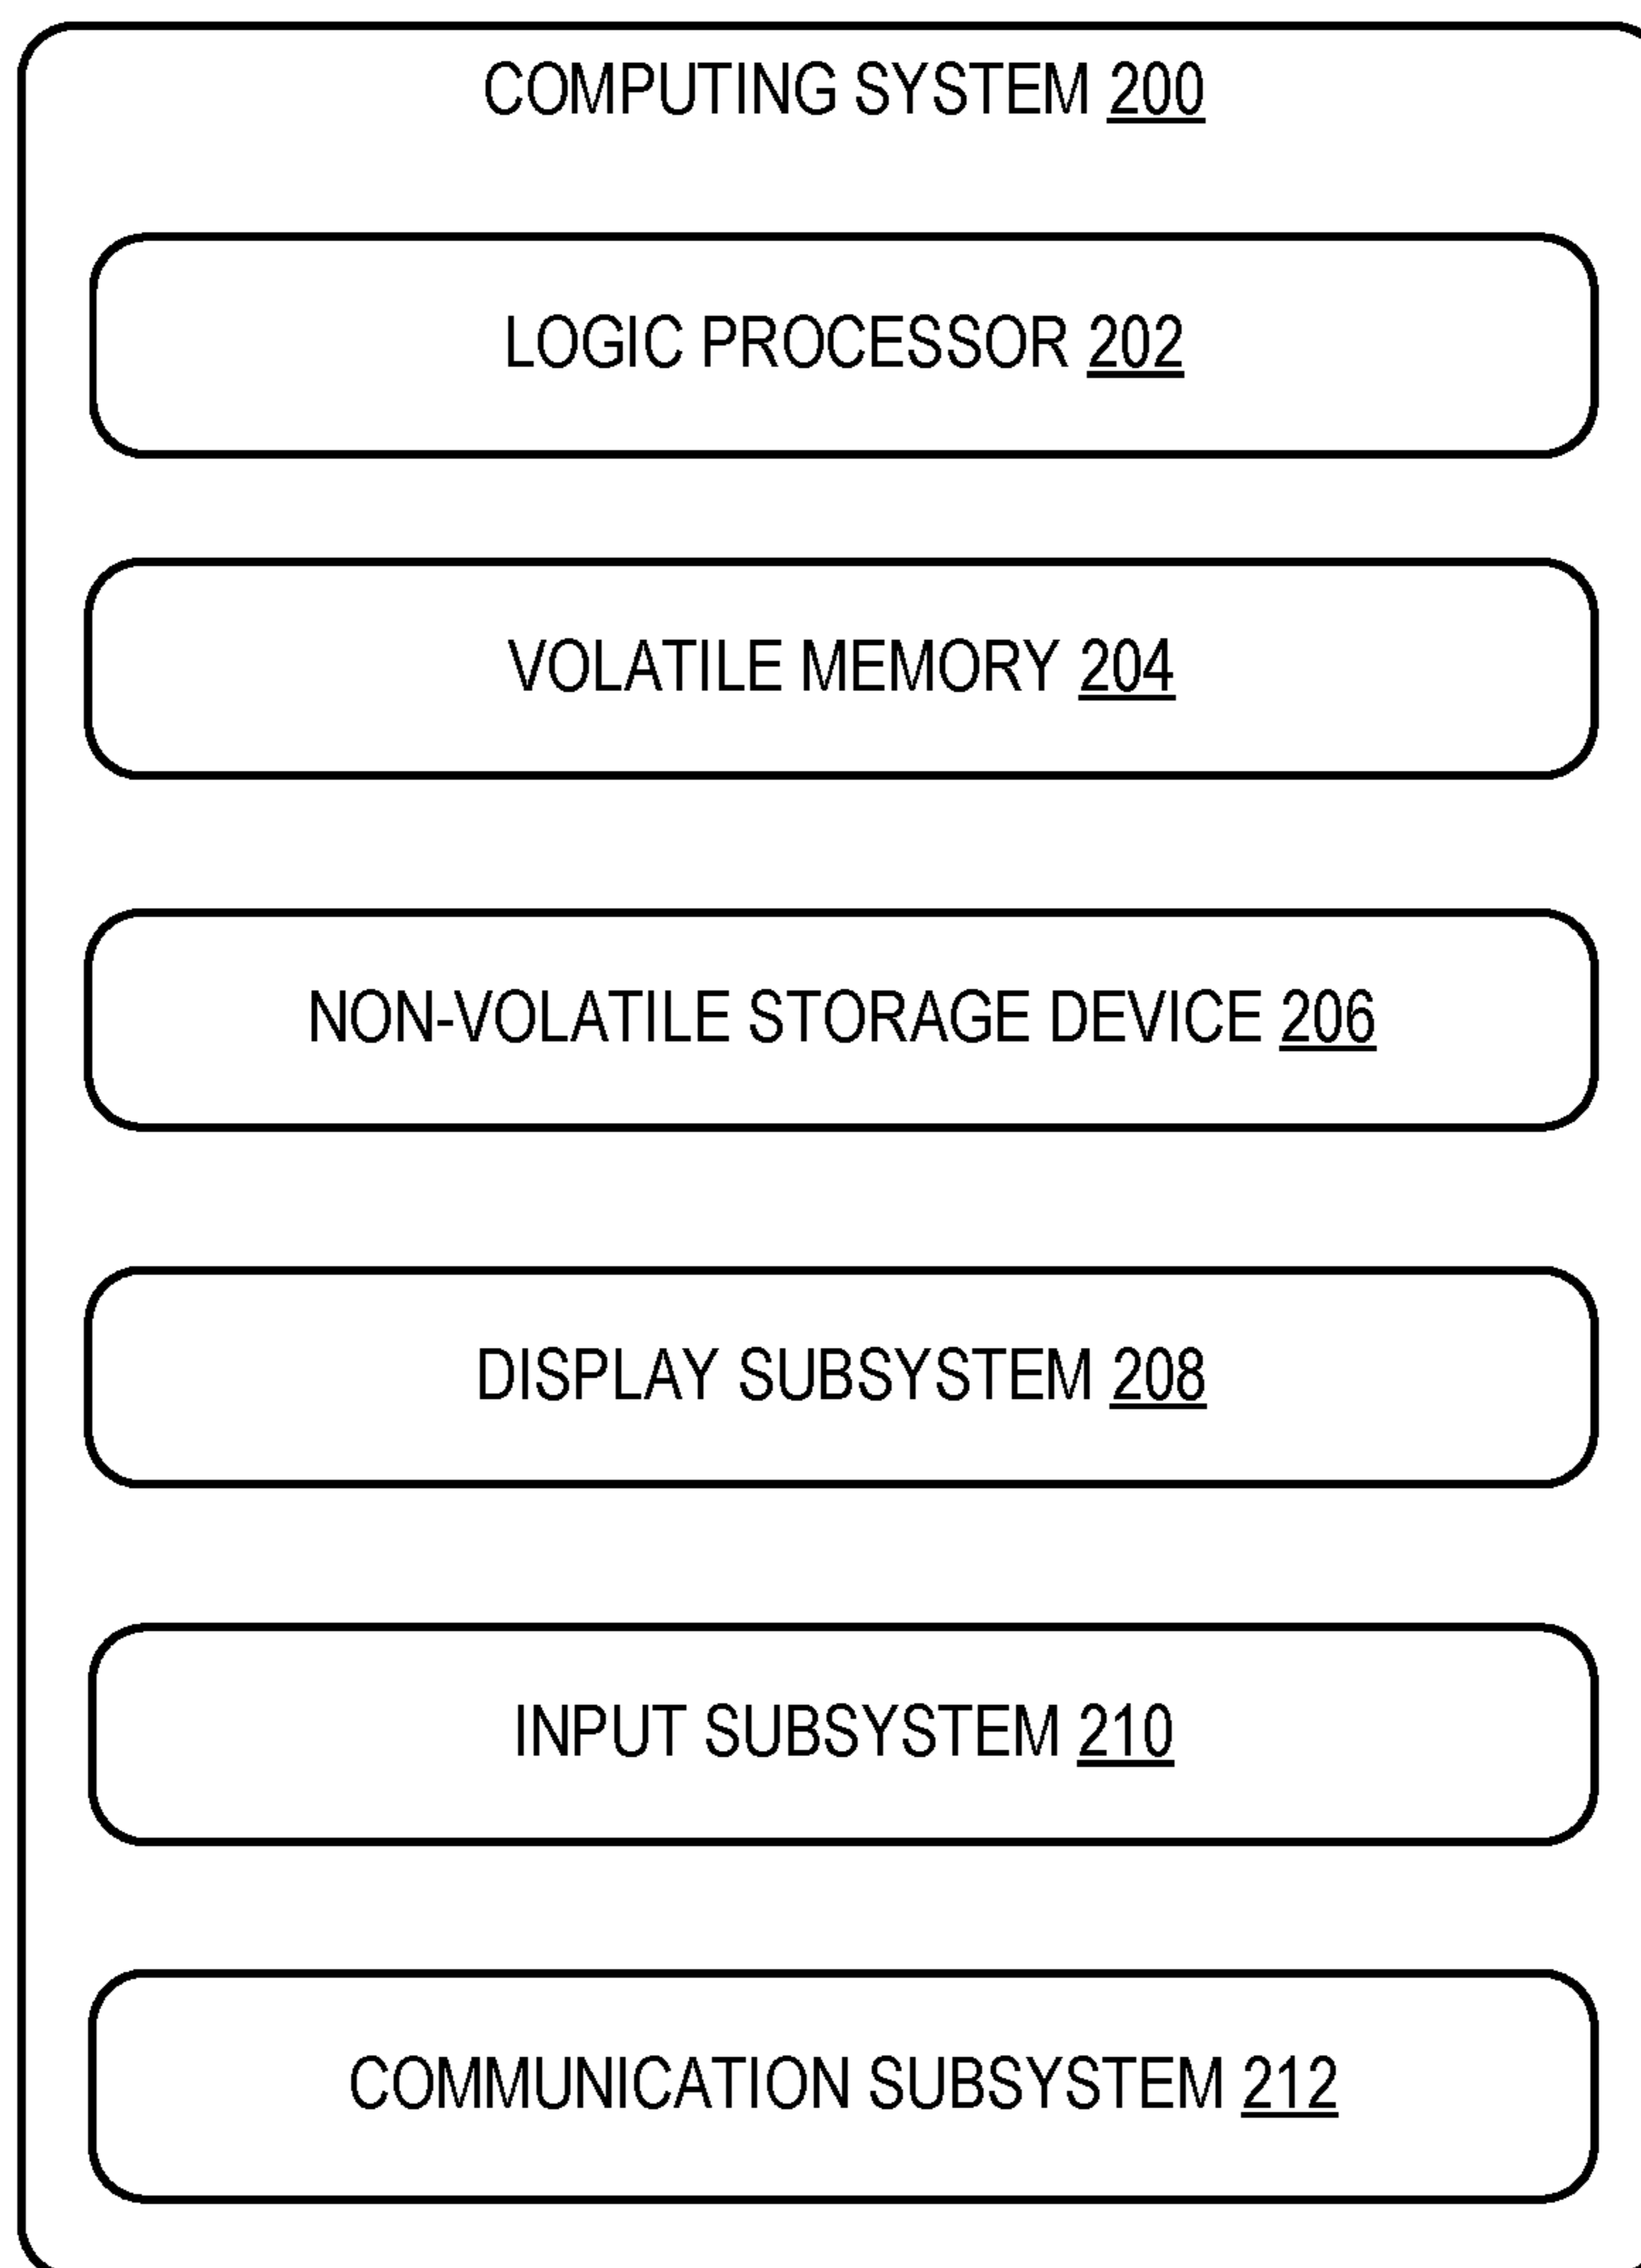 COMPUTING SYSTEM 200
LOGIC PROCESSOR 202
VOLATILE MEMORY 204
NON-VOLATILE STORAGE DEVICE 206
DISPLAY SUBSYSTEM 208
INPUT SUBSYSTEM 210
COMMUNICATION SUBSYSTEM 212